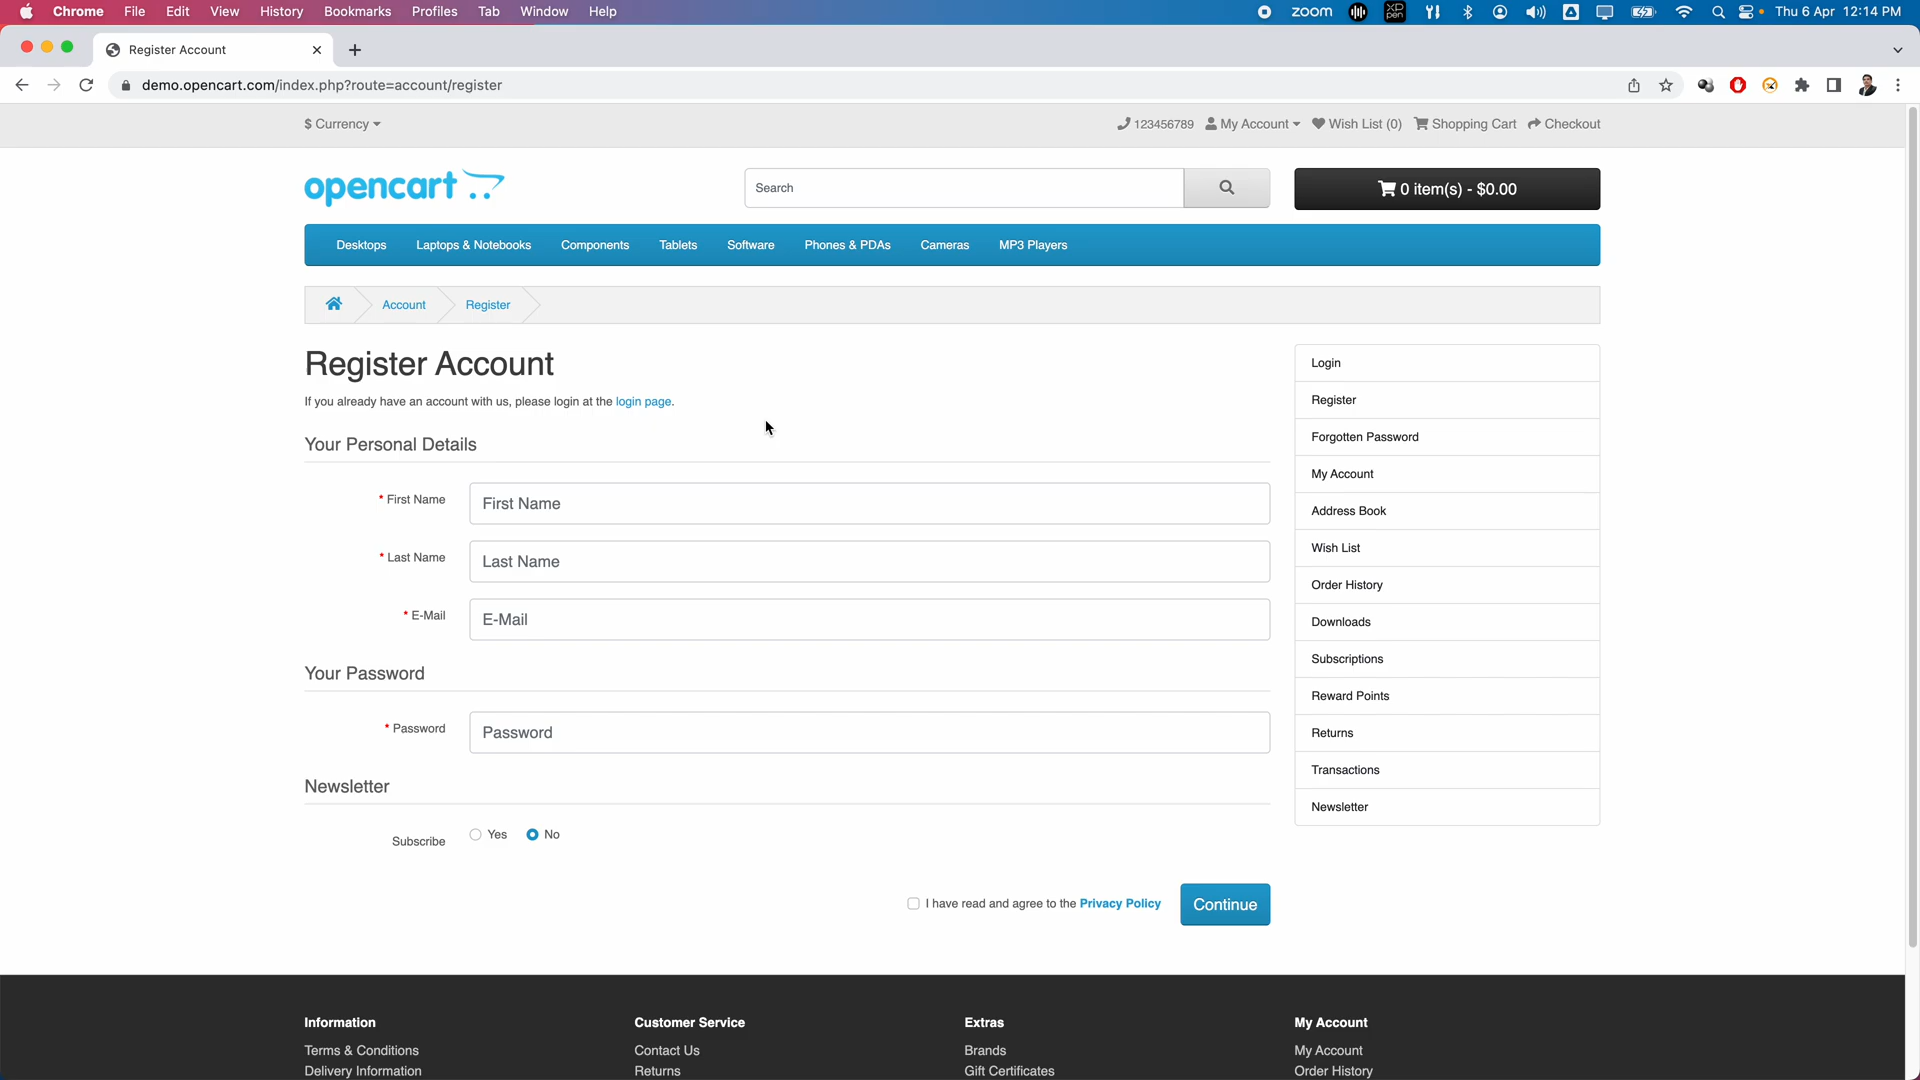 Chrome File Edit View History Bookmarks Profiles Tab Window Help zoom XP pen Thu 6 Apr 12:14 PM
Register Account
demo.opencart.com/index.php?route=account/register
$ Currency 123456789 My Account Wish List (0) Shopping Cart Checkout
opencart Search 0 item(s) - $0.00
Desktops Laptops & Notebooks Components Tablets Software Phones & PDAs Cameras MP3 Players
Account Register
Register Account
If you already have an account with us, please login at the login page.
Your Personal Details
* First Name First Name
* Last Name Last Name
* E-Mail E-Mail
Your Password
* Password Password
Newsletter
Subscribe Yes No
I have read and agree to the Privacy Policy Continue
Login
Register
Forgotten Password
My Account
Address Book
Wish List
Order History
Downloads
Subscriptions
Reward Points
Returns
Transactions
Newsletter
Information Customer Service Extras My Account
Terms & Conditions Contact Us Brands My Account
Delivery Information Returns Gift Certificates Order History